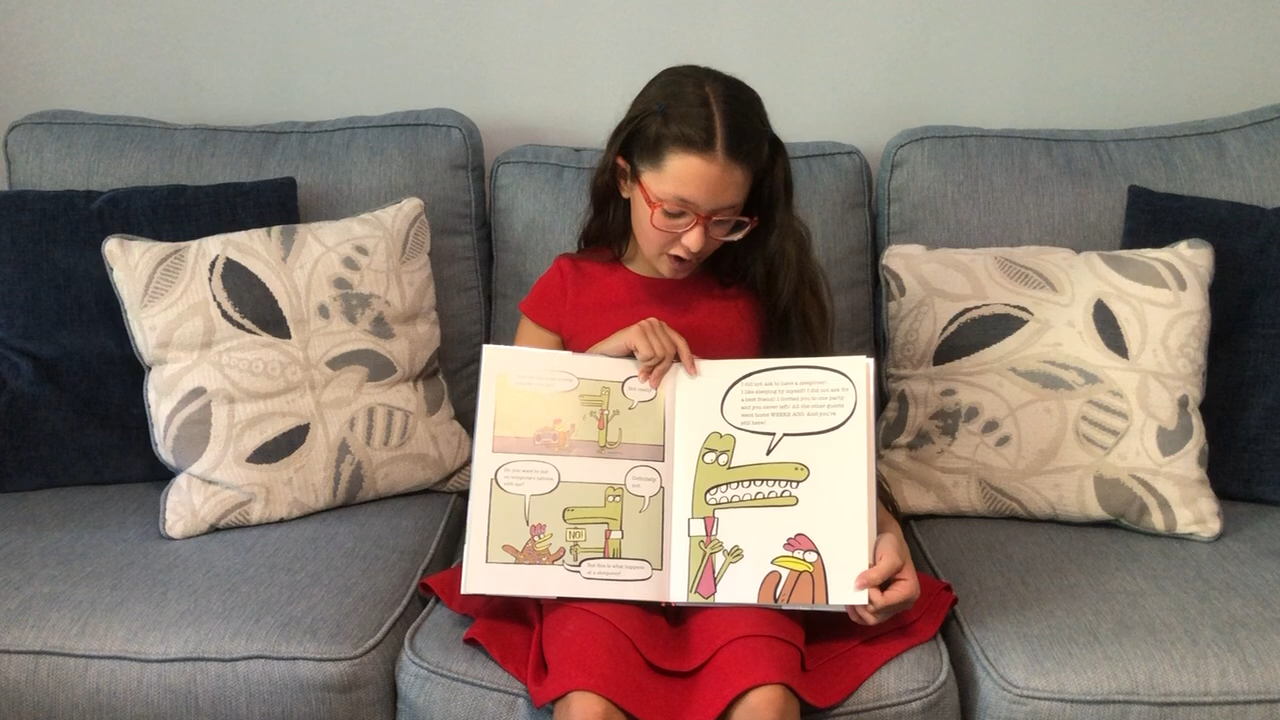 Not really.
Do you want to put
on temporary tattoos
with me?
Definitely
not.
NO!
But this is what happens
at a sleepover!
I did not ask to have a sleepover!
I like sleeping by myself! I did not ask for
a best friend! I invited you to one party
and you never left! All the other guests
went home WEEKS AGO. And you're
still here!